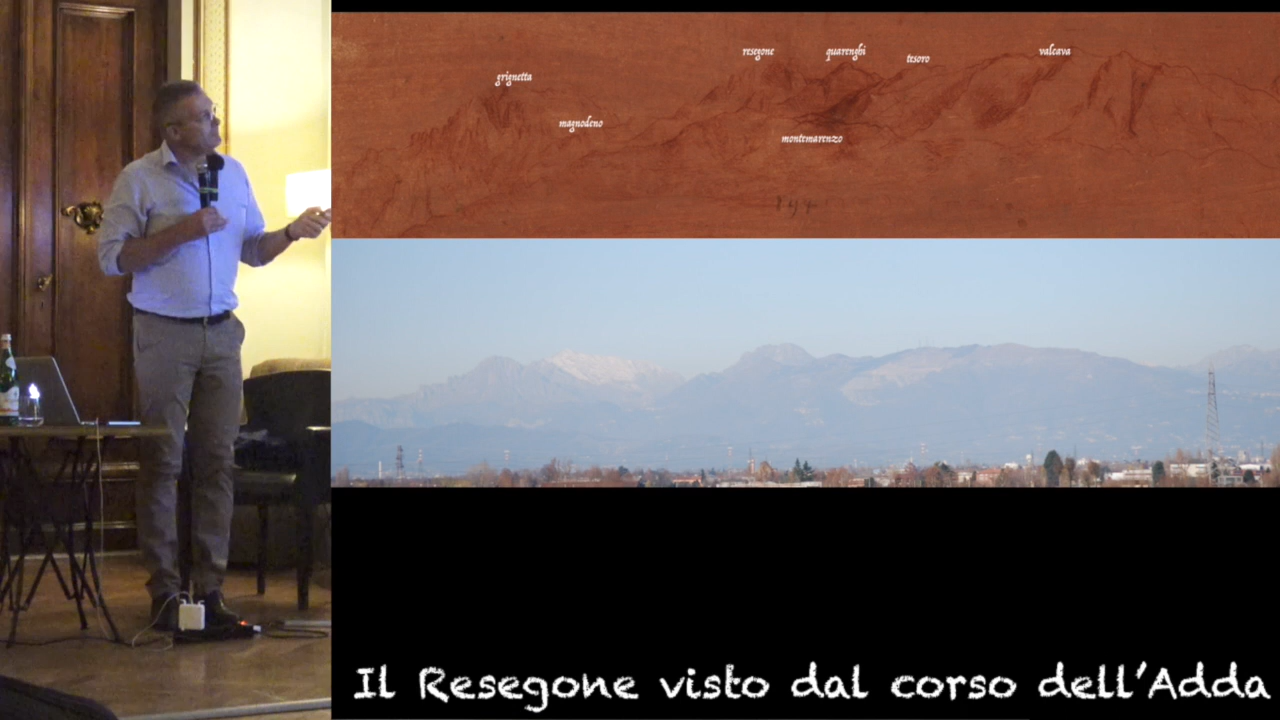 resegone quarenghi tesoro valcava
grignetta
magnodeno
montemarenzo
Il Resegone visto dal corso dell'Adda